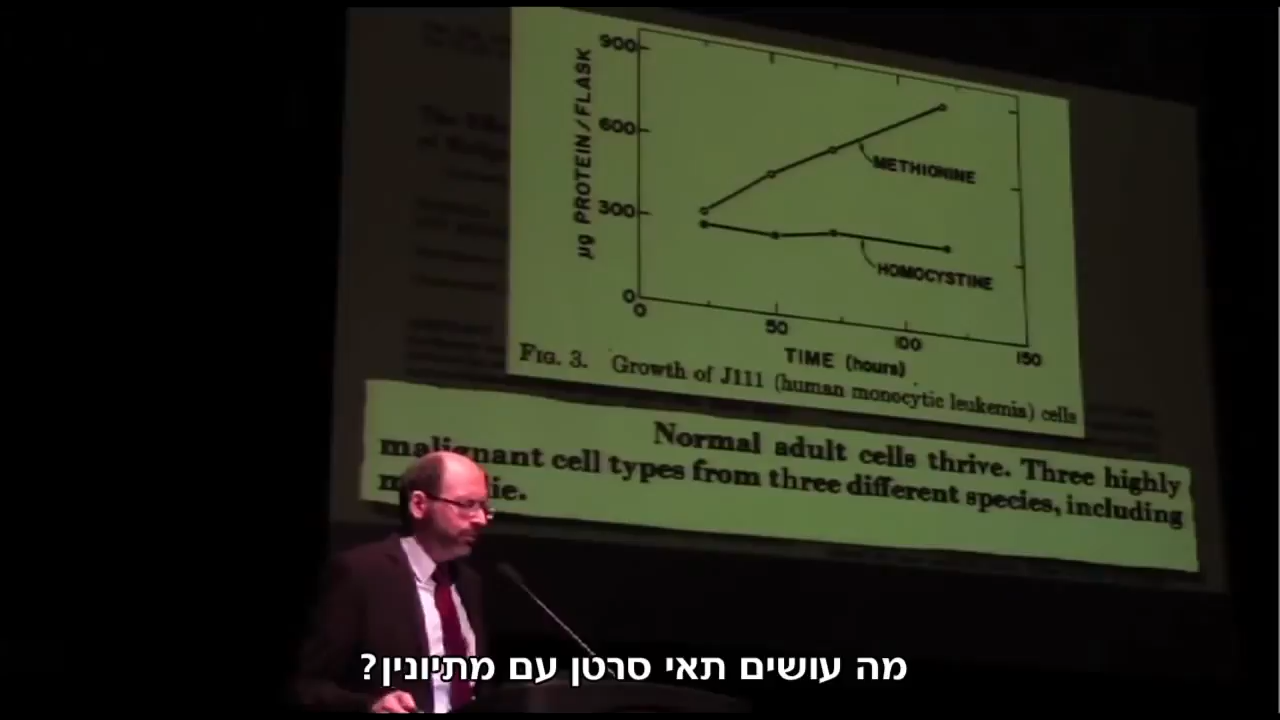 900
600
300
0
µg PROTEIN/FLASK
METHIONINE
HOMOCYSTINE
0
50
100
150
TIME (hours)
FIG. 3. Growth of J111 (human monocytic leukemia) cells
Normal adult cells thrive. Three highly
malignant cell types from three different species, including
die.
מה עושים תאי סרטן עם מתיונין?